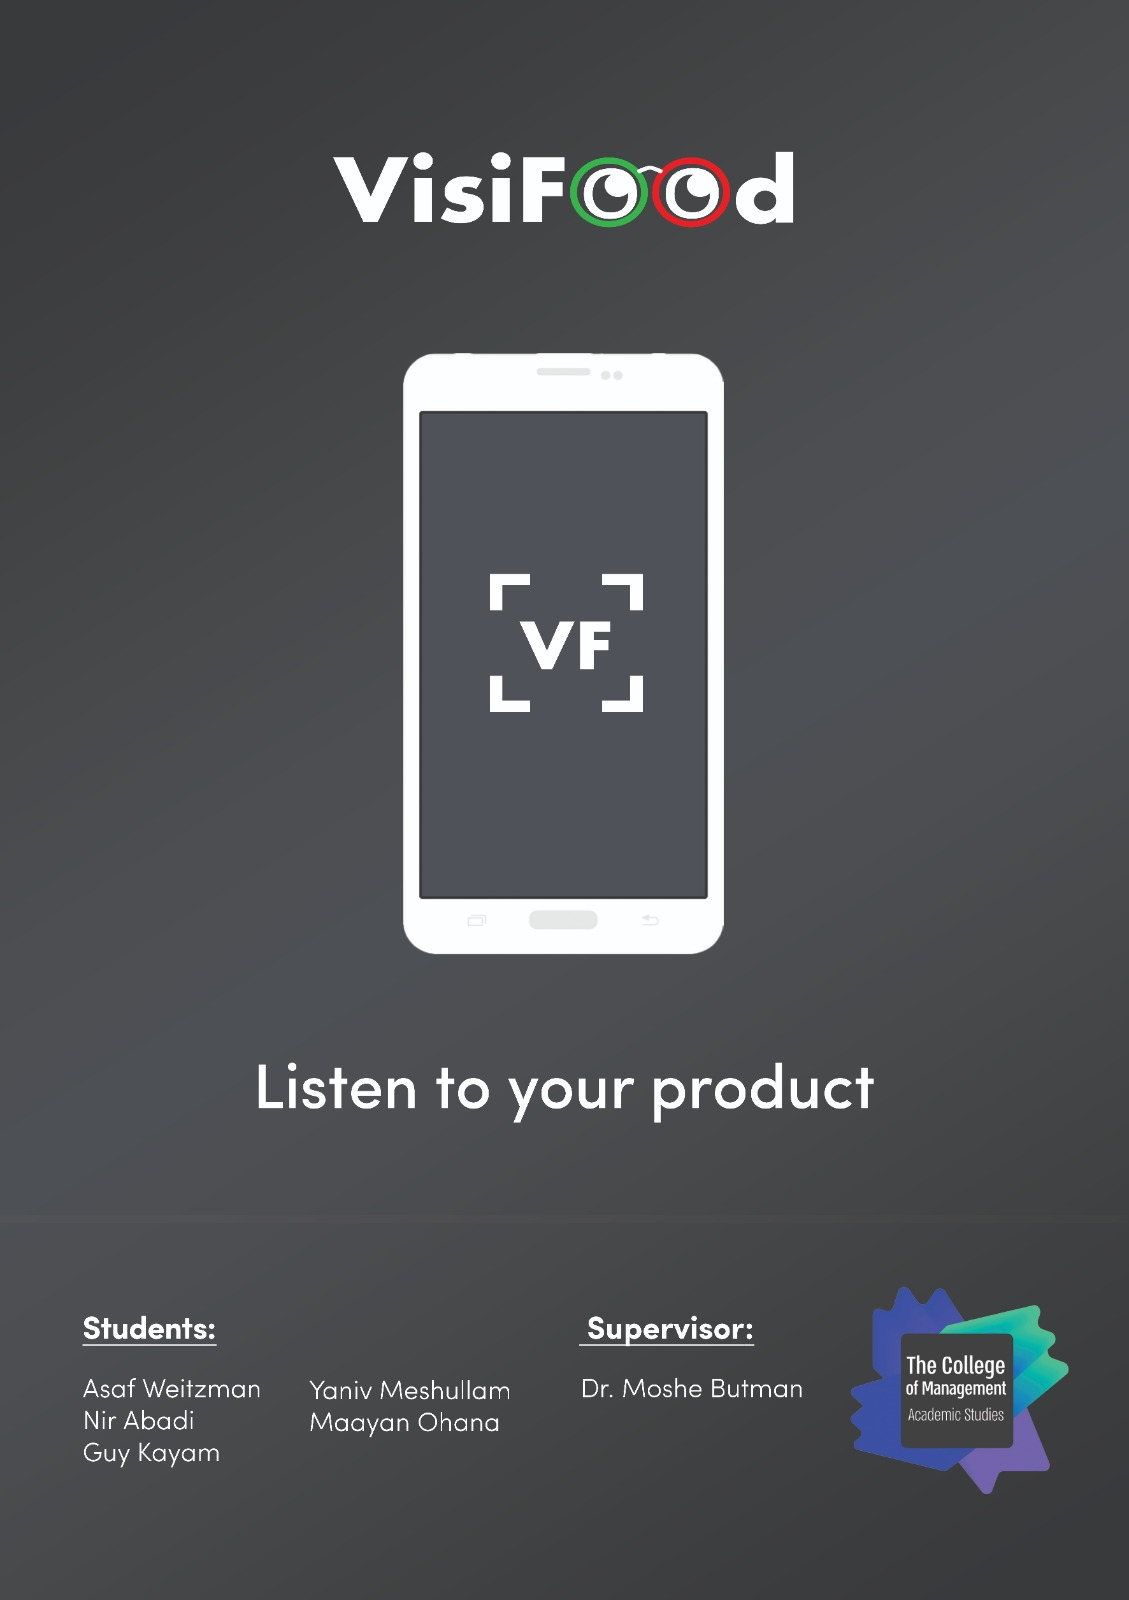 VisiFood
VF
Listen to your product
Students:
Asaf Weitzman
Nir Abadi
Guy Kayam
Yaniv Meshullam
Maayan Ohana
Supervisor:
Dr. Moshe Butman
The College
of Management
Academic Studies